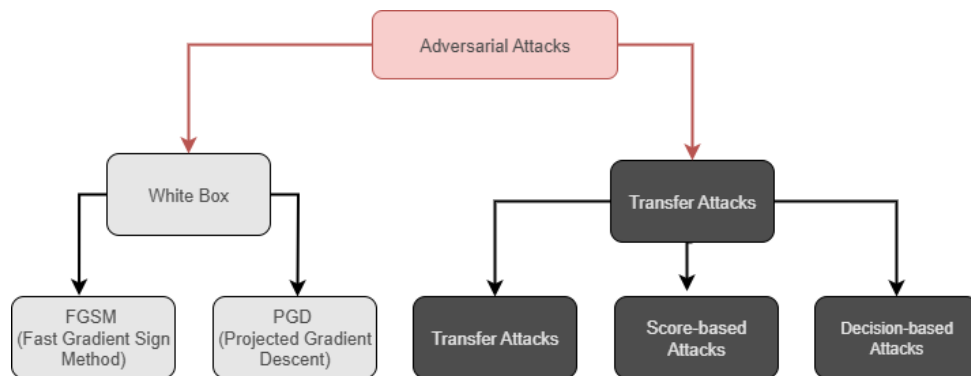 Adversarial Attacks
White Box
Transfer Attacks
FGSM
(Fast Gradient Sign
Method)
PGD
(Projected Gradient
Descent)
Transfer Attacks
Score-based
Attacks
Decision-based
Attacks